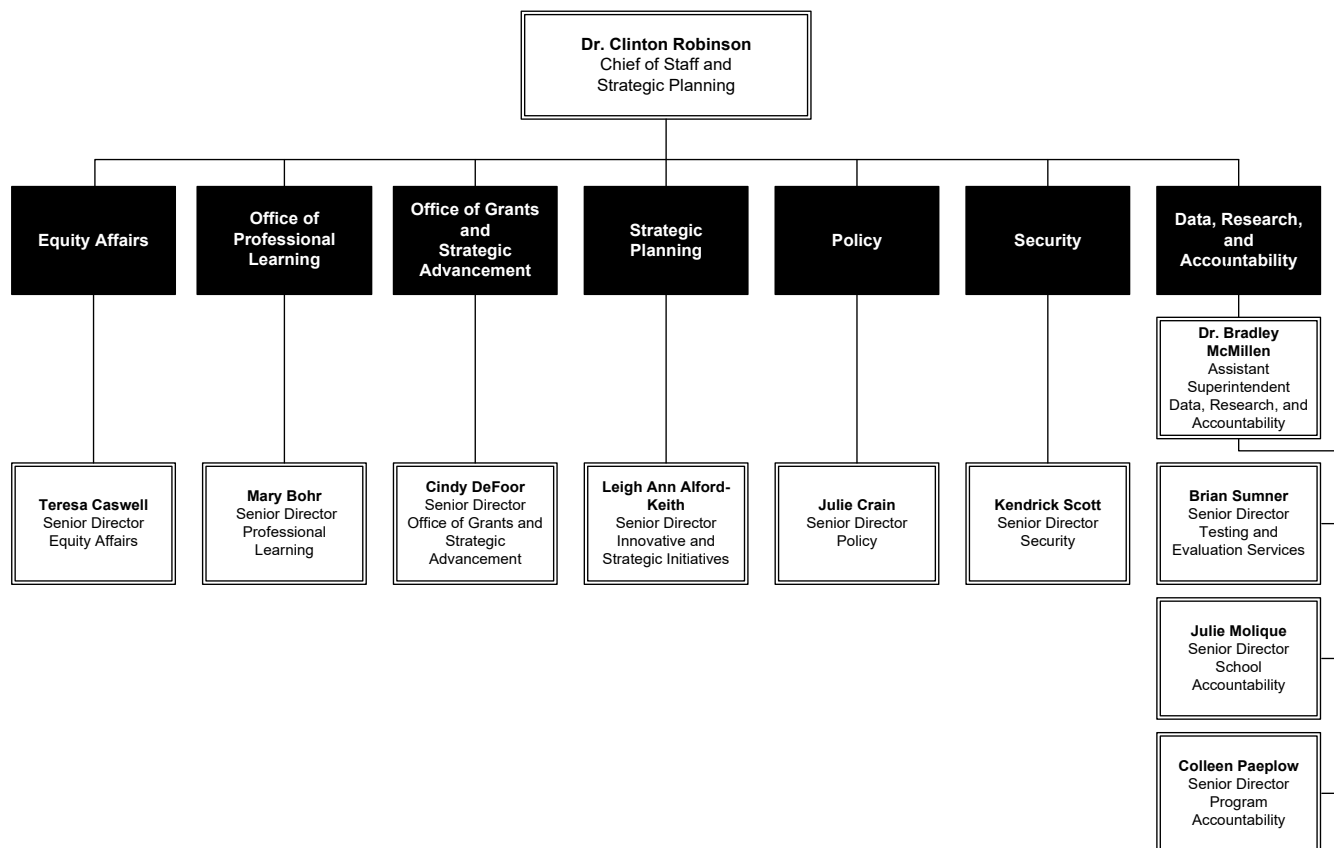 Dr. Clinton Robinson
Chief of Staff and
Strategic Planning
Equity Affairs
Office of
Professional
Learning
Office of Grants
and
Strategic
Advancement
Strategic
Planning
Policy
Security
Data, Research,
and
Accountability
Dr. Bradley
McMillen
Assistant
Superintendent
Data, Research, and
Accountability
Teresa Caswell
Senior Director
Equity Affairs
Mary Bohr
Senior Director
Professional
Learning
Cindy DeFoor
Senior Director
Office of Grants and
Strategic
Advancement
Leigh Ann Alford-
Keith
Senior Director
Innovative and
Strategic Initiatives
Julie Crain
Senior Director
Policy
Kendrick Scott
Senior Director
Security
Brian Sumner
Senior Director
Testing and
Evaluation Services
Julie Molique
Senior Director
School
Accountability
Colleen Paeplow
Senior Director
Program
Accountability